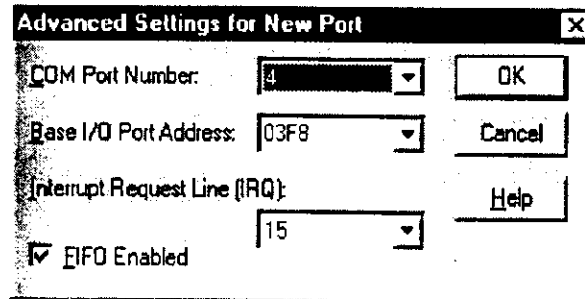 Advanced Settings for New Port
COM Port Number: 4 OK
Base I/O Port Address: 03F8 Cancel
Interrupt Request Line (IRQ): Help
15
FIFO Enabled